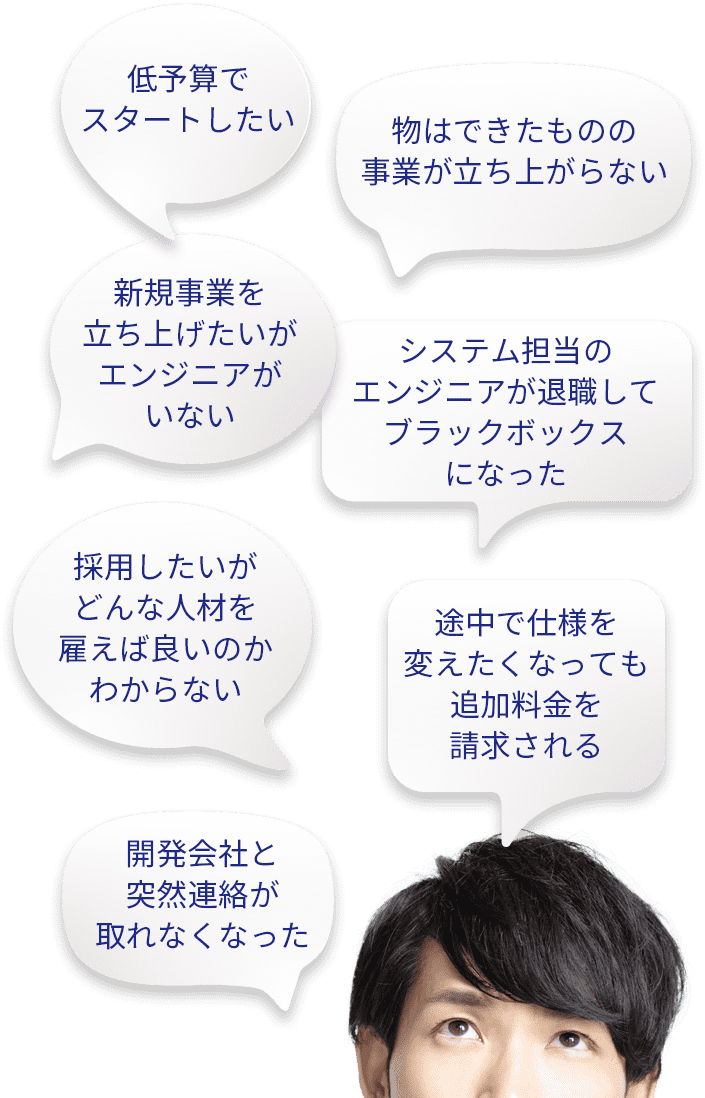 低予算で
スタートしたい
物はできたものの
事業が立ち上がらない
新規事業を
立ち上げたいが
エンジニアが
いない
システム担当の
エンジニアが退職して
ブラックボックス
になった
採用したいが
どんな人材を
雇えば良いのか
わからない
途中で仕様を
変えたくなっても
追加料金を
請求される
開発会社と
突然連絡が
取れなくなった